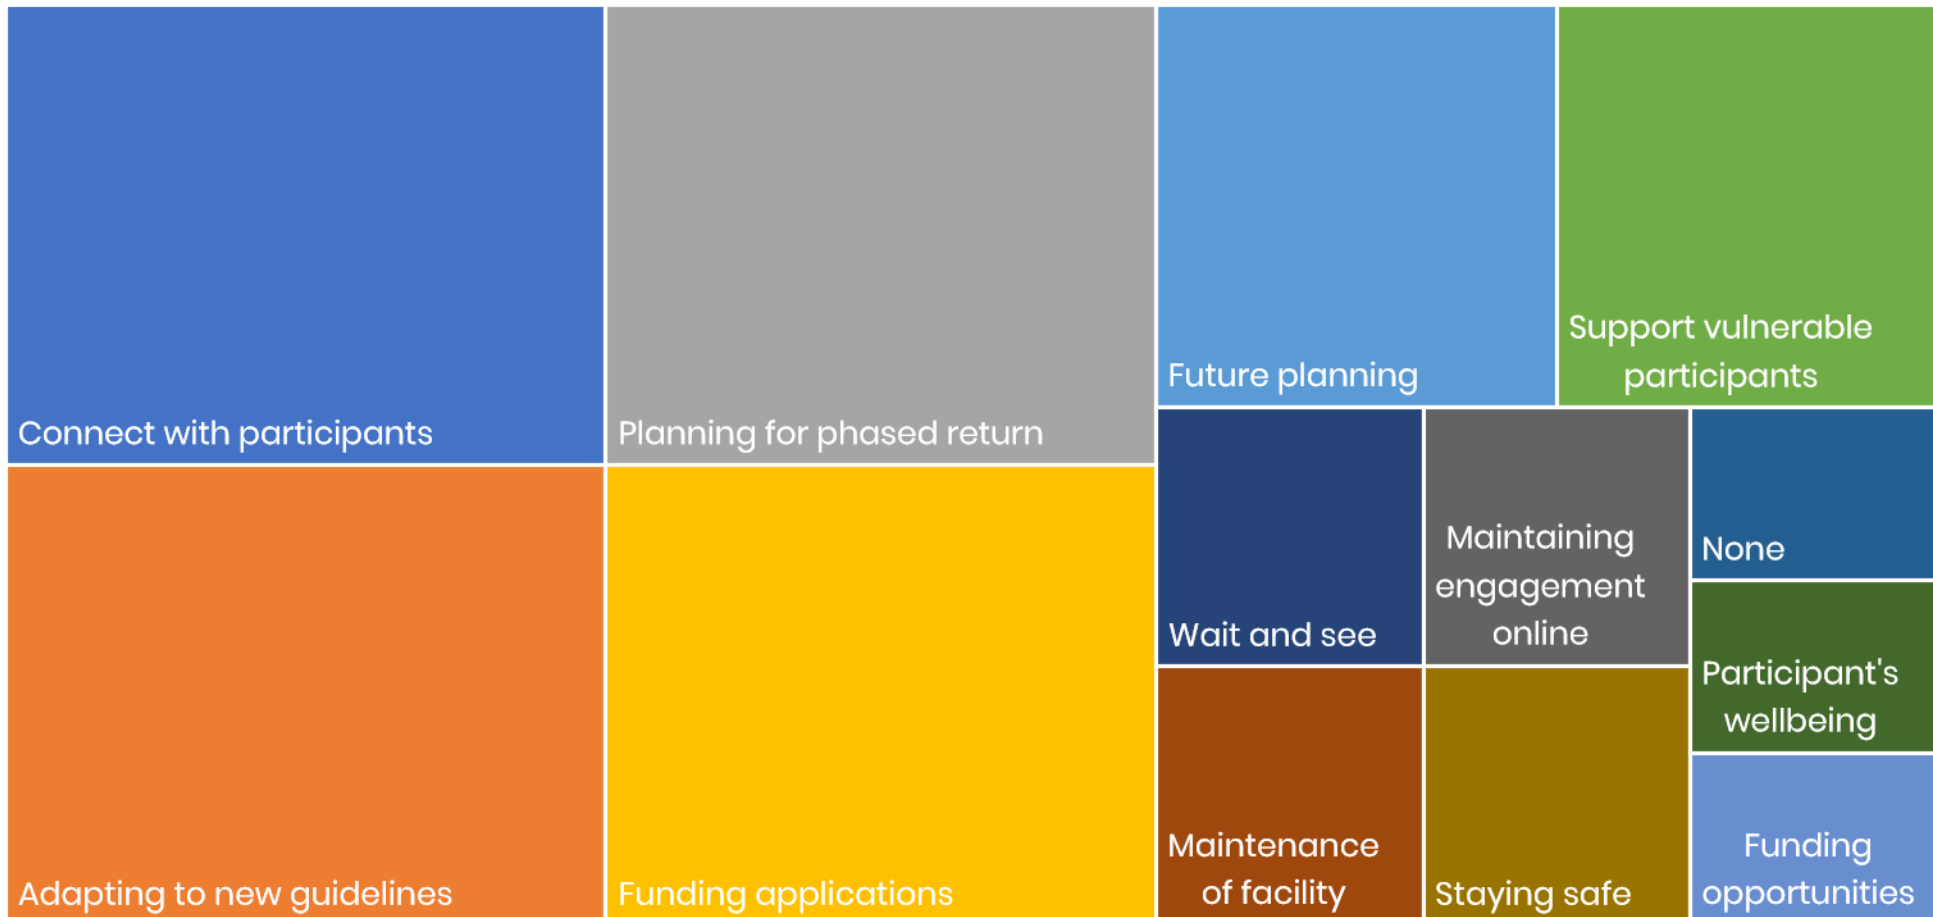 Connect with participants
Planning for phased return
Future planning
Support vulnerable
participants
Adapting to new guidelines
Funding applications
Wait and see
Maintaining
engagement
online
None
Participant's
wellbeing
Maintenance
of facility
Staying safe
Funding
opportunities